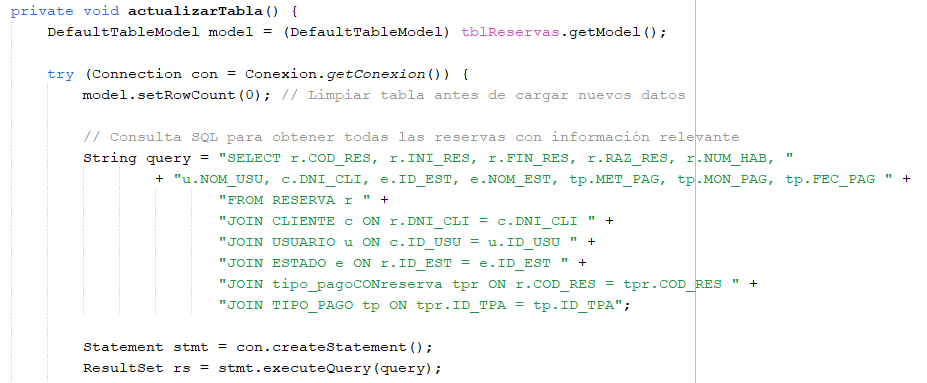 private void actualizarTabla() {
    DefaultTableModel model = (DefaultTableModel) tblReservas.getModel();

    try (Connection con = Conexion.getConexion()) {
        model.setRowCount(0); // Limpiar tabla antes de cargar nuevos datos

        // Consulta SQL para obtener todas las reservas con información relevante
        String query = "SELECT r.COD_RES, r.INI_RES, r.FIN_RES, r.RAZ_RES, r.NUM_HAB, "
                + "u.NOM_USU, c.DNI_CLI, e.ID_EST, e.NOM_EST, tp.MET_PAG, tp.MON_PAG, tp.FEC_PAG " +
                       "FROM RESERVA r " +
                       "JOIN CLIENTE c ON r.DNI_CLI = c.DNI_CLI " +
                       "JOIN USUARIO u ON c.ID_USU = u.ID_USU " +
                       "JOIN ESTADO e ON r.ID_EST = e.ID_EST " +
                       "JOIN tipo_pagoCONreserva tpr ON r.COD_RES = tpr.COD_RES " +
                       "JOIN TIPO_PAGO tp ON tpr.ID_TPA = tp.ID_TPA";

        Statement stmt = con.createStatement();
        ResultSet rs = stmt.executeQuery(query);